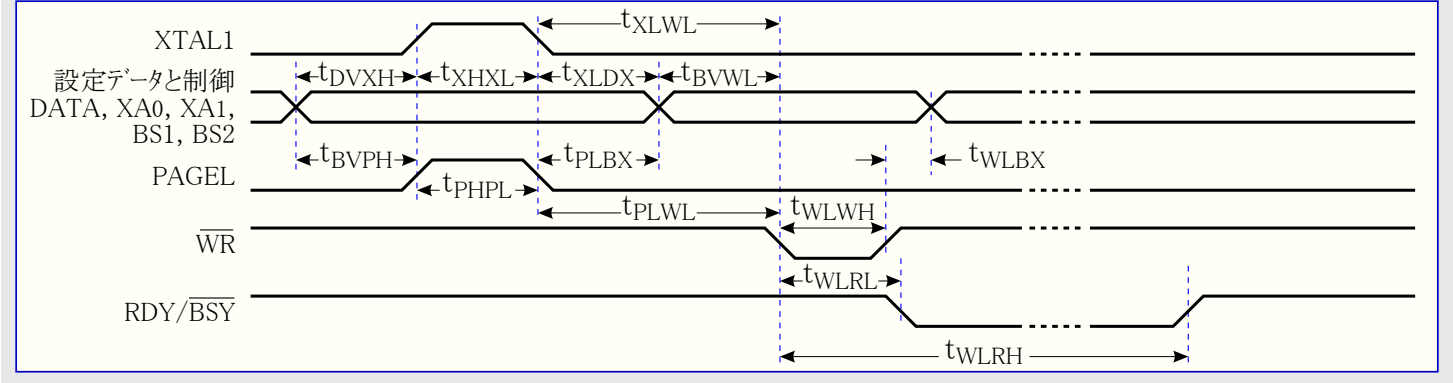 tXLWL
XTAL1
tDVXH tXHXL tXLDX tBVWL
設定データと制御
DATA, XA0, XA1,
BS1, BS2
tBVPH tPLBX tWLBX
PAGEL
tPHPL
tPLWL tWLWH
WR
tWLRL
RDY/BSY
tWLRH